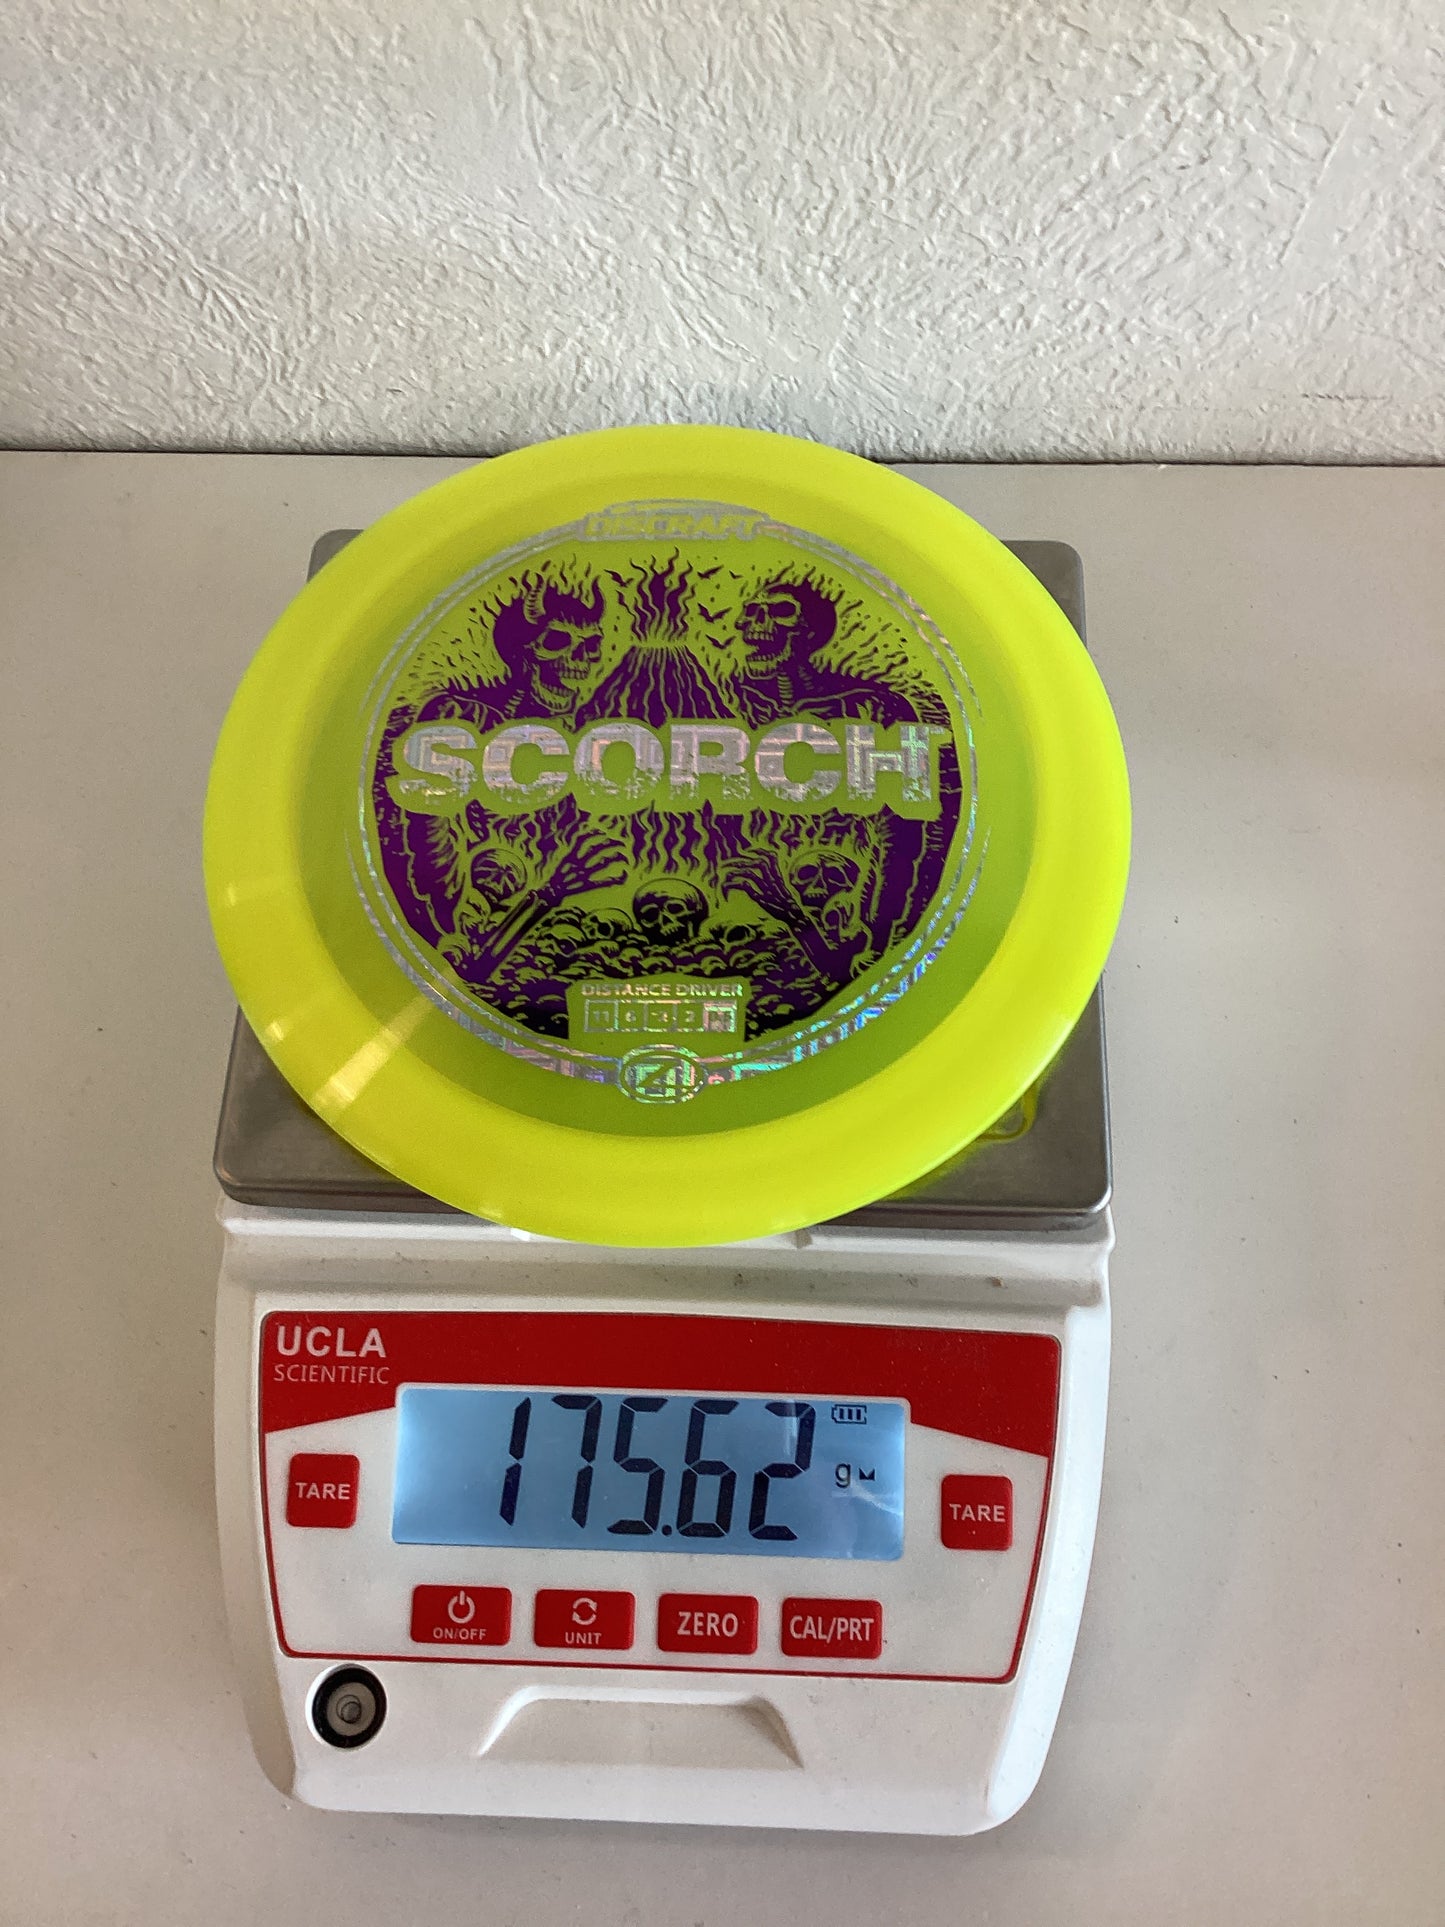 DISCRAFT
SCORCH
DISTANCE DRIVER
11 6 -3 2
Z
UCLA
SCIENTIFIC
175.62
g
TARE
TARE
ON/OFF
UNIT
ZERO
CAL/PRT